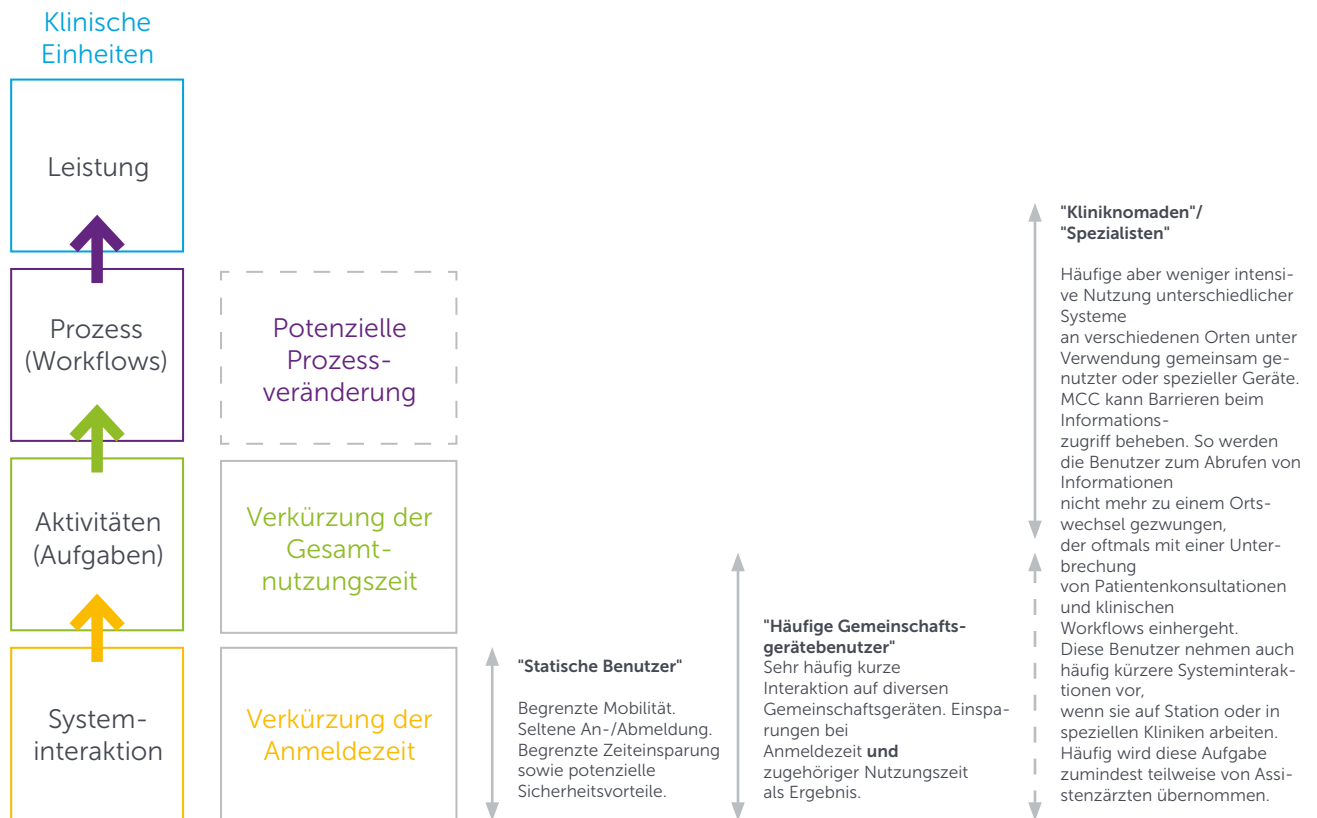 Klinische
Einheiten
Leistung
Prozess
(Workflows)
Aktivitäten
(Aufgaben)
System-
interaktion
Potenzielle
Prozess-
veränderung
Verkürzung der
Gesamt-
nutzungszeit
Verkürzung der
Anmeldezeit
"Statische Benutzer"
Begrenzte Mobilität.
Seltene An-/Abmeldung.
Begrenzte Zeiteinsparung
sowie potenzielle
Sicherheitsvorteile.
"Häufige Gemeinschafts-
gerätebenutzer"
Sehr häufig kurze
Interaktion auf diversen
Gemeinschaftsgeräten. Einspa-
rungen bei
Anmeldezeit und
zugehöriger Nutzungszeit
als Ergebnis.
"Kliniknomaden"/
"Spezialisten"
Häufige aber weniger intensi-
ve Nutzung unterschiedlicher
Systeme
an verschiedenen Orten unter
Verwendung gemeinsam ge-
nutzter oder spezieller Geräte.
MCC kann Barrieren beim
Informations-
zugriff beheben. So werden
die Benutzer zum Abrufen von
Informationen
nicht mehr zu einem Orts-
wechsel gezwungen,
der oftmals mit einer Unter-
brechung
von Patientenkonsultationen
und klinischen
Workflows einhergeht.
Diese Benutzer nehmen auch
häufig kürzere Systeminterak-
tionen vor,
wenn sie auf Station oder in
speziellen Kliniken arbeiten.
Häufig wird diese Aufgabe
zumindest teilweise von Assi-
stenzärzten übernommen.